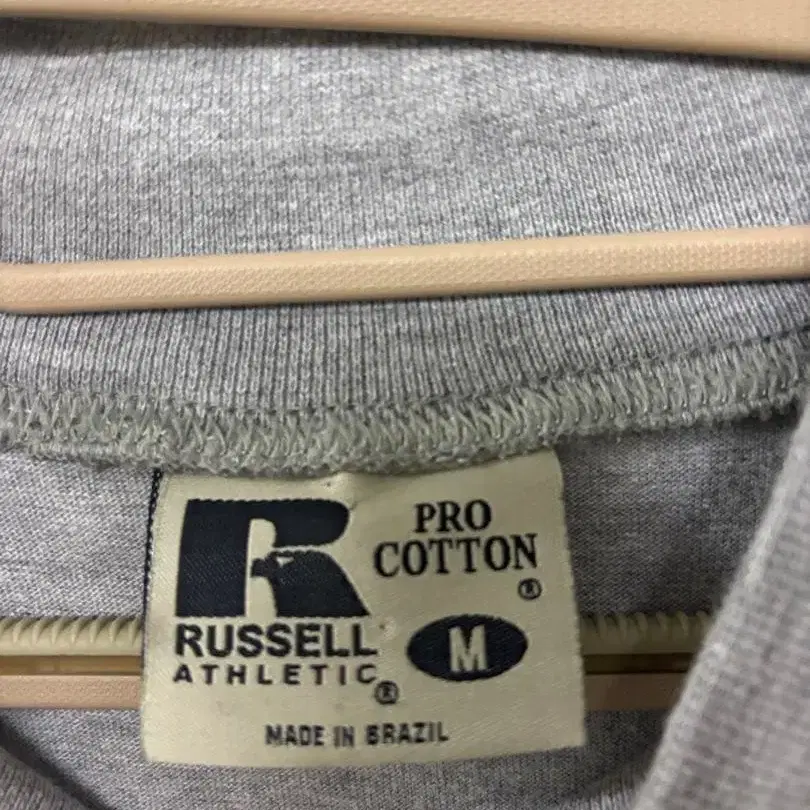 R
PRO
COTTON®
RUSSELL
ATHLETIC®
M
MADE IN BRAZIL